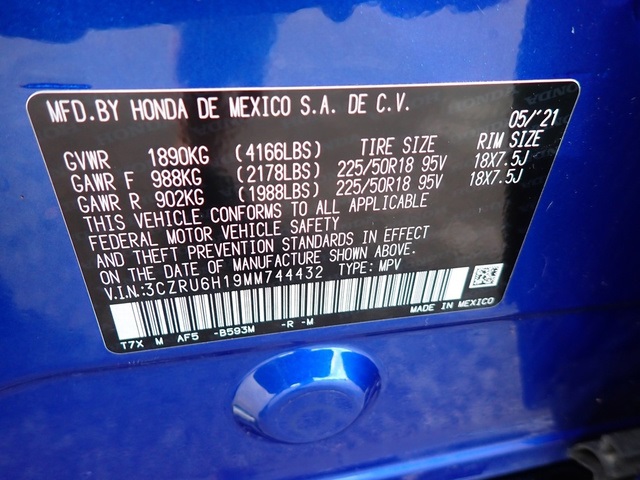 MFD.BY HONDA DE MEXICO S.A. DE C.V.
05/'21
GVWR 1890KG (4166LBS) TIRE SIZE RIM SIZE
GAWR F 988KG (2178LBS) 225/50R18 95V 18X7.5J
GAWR R 902KG (1988LBS) 225/50R18 95V 18X7.5J
THIS VEHICLE CONFORMS TO ALL APPLICABLE
FEDERAL MOTOR VEHICLE SAFETY
AND THEFT PREVENTION STANDARDS IN EFFECT
ON THE DATE OF MANUFACTURE SHOWN ABOVE.
V.I.N.:3CZRU6H19MM744432 TYPE: MPV
MADE IN MEXICO
T7X M AF5 -B593M -R -M